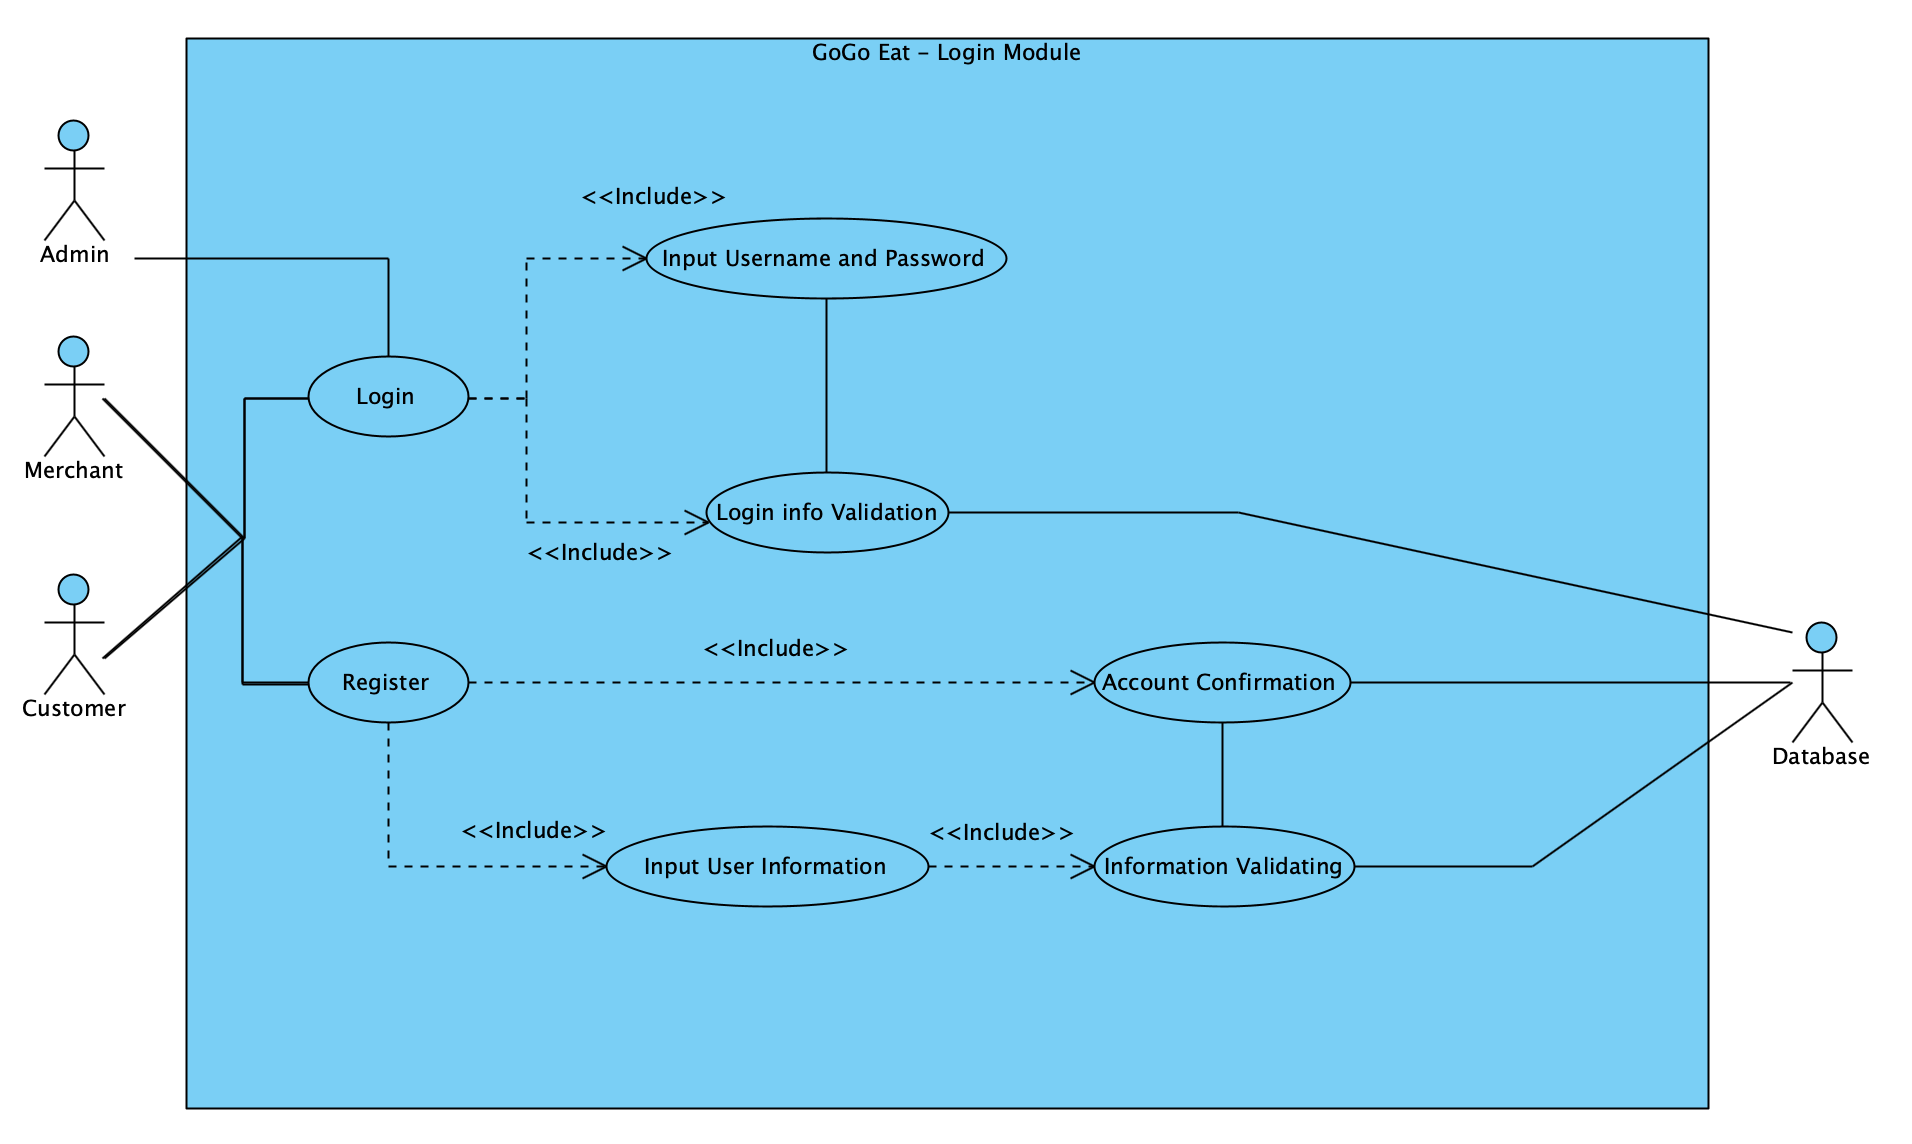 GoGo Eat – Login Module
<<Include>>
Admin
Input Username and Password
Login
Merchant
Login info Validation
<<Include>>
<<Include>>
Register
Account Confirmation
Customer
Database
<<Include>>
<<Include>>
Input User Information
Information Validating